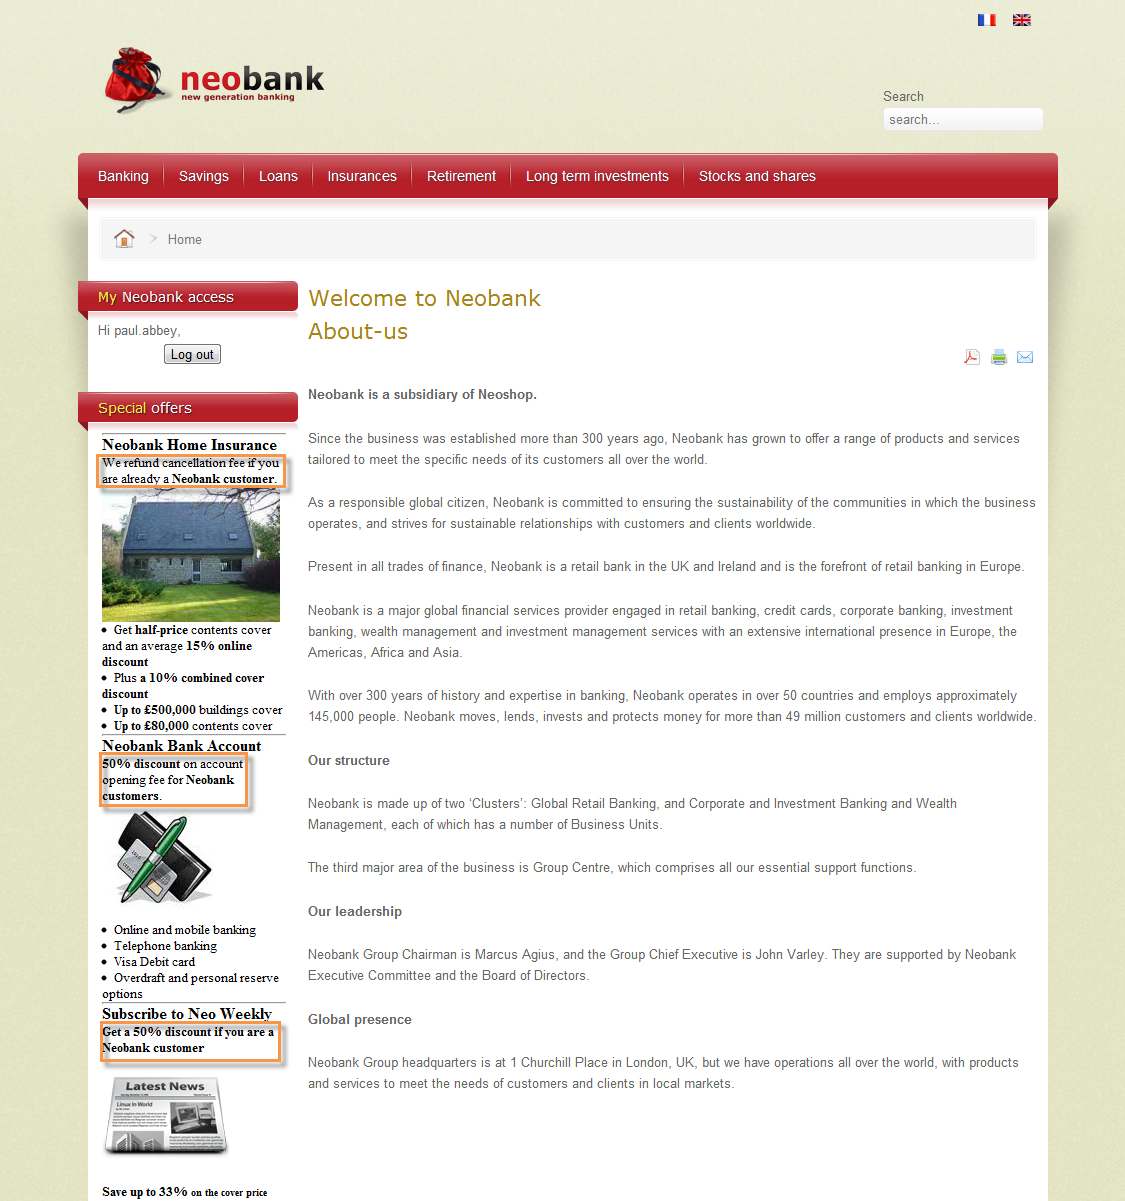 neobank
new generation banking
Search
search...
Banking
Savings
Loans
Insurances
Retirement
Long term investments
Stocks and shares
Home
My Neobank access
Hi paul.abbey,
Log out
Special offers
Neobank Home Insurance
We refund cancellation fee if you
are already a Neobank customer.
Get half-price contents cover
and an average 15% online
discount
Plus a 10% combined cover
discount
Up to £500,000 buildings cover
Up to £80,000 contents cover
Neobank Bank Account
50% discount on account
opening fee for Neobank
customers.
Online and mobile banking
Telephone banking
Visa Debit card
Overdraft and personal reserve
options
Subscribe to Neo Weekly
Get a 50% discount if you are a
Neobank customer
Latest News
Linux In World
Save up to 33% on the cover price
Welcome to Neobank
About-us
Neobank is a subsidiary of Neoshop.
Since the business was established more than 300 years ago, Neobank has grown to offer a range of products and services
tailored to meet the specific needs of its customers all over the world.
As a responsible global citizen, Neobank is committed to ensuring the sustainability of the communities in which the business
operates, and strives for sustainable relationships with customers and clients worldwide.
Present in all trades of finance, Neobank is a retail bank in the UK and Ireland and is the forefront of retail banking in Europe.
Neobank is a major global financial services provider engaged in retail banking, credit cards, corporate banking, investment
banking, wealth management and investment management services with an extensive international presence in Europe, the
Americas, Africa and Asia.
With over 300 years of history and expertise in banking, Neobank operates in over 50 countries and employs approximately
145,000 people. Neobank moves, lends, invests and protects money for more than 49 million customers and clients worldwide.
Our structure
Neobank is made up of two ‘Clusters’: Global Retail Banking, and Corporate and Investment Banking and Wealth
Management, each of which has a number of Business Units.
The third major area of the business is Group Centre, which comprises all our essential support functions.
Our leadership
Neobank Group Chairman is Marcus Agius, and the Group Chief Executive is John Varley. They are supported by Neobank
Executive Committee and the Board of Directors.
Global presence
Neobank Group headquarters is at 1 Churchill Place in London, UK, but we have operations all over the world, with products
and services to meet the needs of customers and clients in local markets.